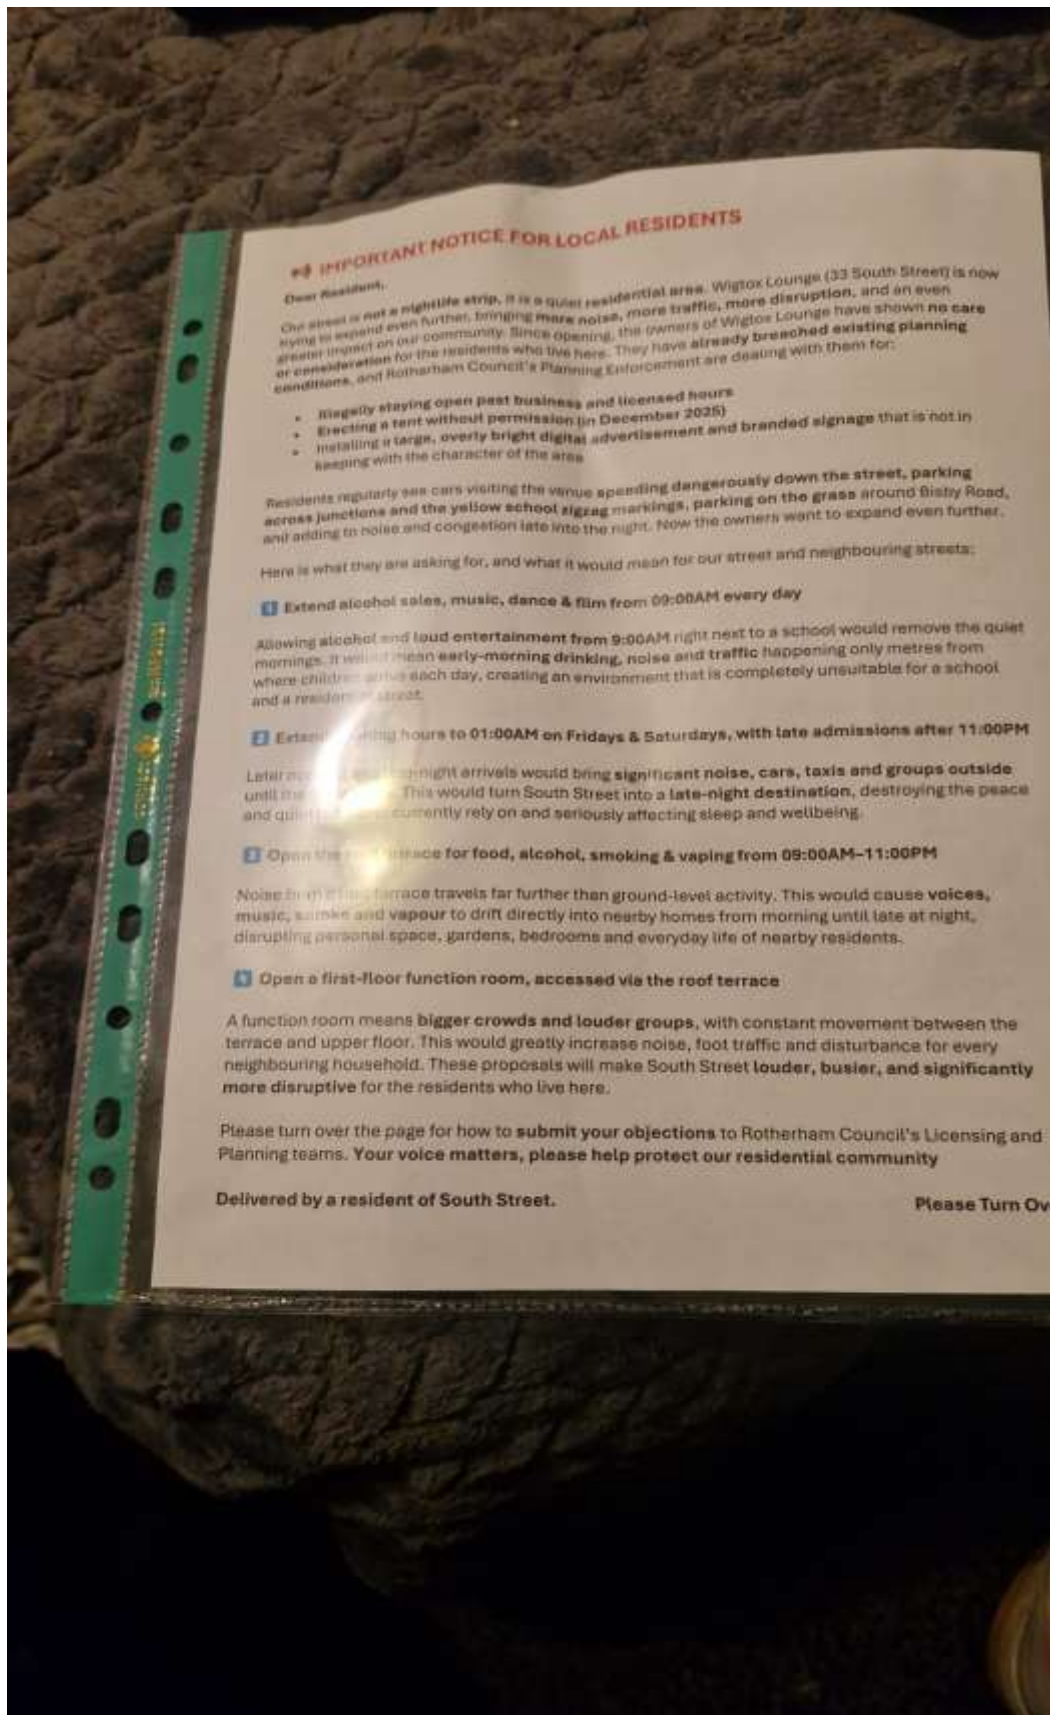 IMPORTANT NOTICE FOR LOCAL RESIDENTS
Dear Resident,
Our street is not a nightlife strip, it is a quiet residential area. Wigtox Lounge (33 South Street) is now
trying to expand even further, bringing more noise, more traffic, more disruption, and an even
greater impact on our community. Since opening, the owners of Wigtox Lounge have shown no care
or consideration for the residents who live here. They have already breached existing planning
conditions, and Rotherham Council's Planning Enforcement are dealing with them for:
• Illegally staying open past business and licensed hours
• Erecting a tent without permission (in December 2025)
• Installing a large, overly bright digital advertisement and branded signage that is not in
keeping with the character of the area
Residents regularly see cars visiting the venue speeding dangerously down the street, parking
across junctions and the yellow school zigzag markings, parking on the grass around Bisby Road,
and adding to noise and congestion late into the night. Now the owners want to expand even further.
Here is what they are asking for, and what it would mean for our street and neighbouring streets:
1 Extend alcohol sales, music, dance & film from 09:00AM every day
Allowing alcohol and loud entertainment from 9:00AM right next to a school would remove the quiet
mornings. It would mean early-morning drinking, noise and traffic happening only metres from
where children arrive each day, creating an environment that is completely unsuitable for a school
and a residential street.
2 Extend hours to 01:00AM on Fridays & Saturdays, with late admissions after 11:00PM
Later night arrivals would bring significant noise, cars, taxis and groups outside
until the This would turn South Street into a late-night destination, destroying the peace
and quiet currently rely on and seriously affecting sleep and wellbeing.
3 Open the terrace for food, alcohol, smoking & vaping from 09:00AM–11:00PM
Noise from terrace travels far further than ground-level activity. This would cause voices,
music, smoke and vapour to drift directly into nearby homes from morning until late at night,
disrupting personal space, gardens, bedrooms and everyday life of nearby residents.
4 Open a first-floor function room, accessed via the roof terrace
A function room means bigger crowds and louder groups, with constant movement between the
terrace and upper floor. This would greatly increase noise, foot traffic and disturbance for every
neighbouring household. These proposals will make South Street louder, busier, and significantly
more disruptive for the residents who live here.
Please turn over the page for how to submit your objections to Rotherham Council's Licensing and
Planning teams. Your voice matters, please help protect our residential community
Delivered by a resident of South Street. Please Turn Ov